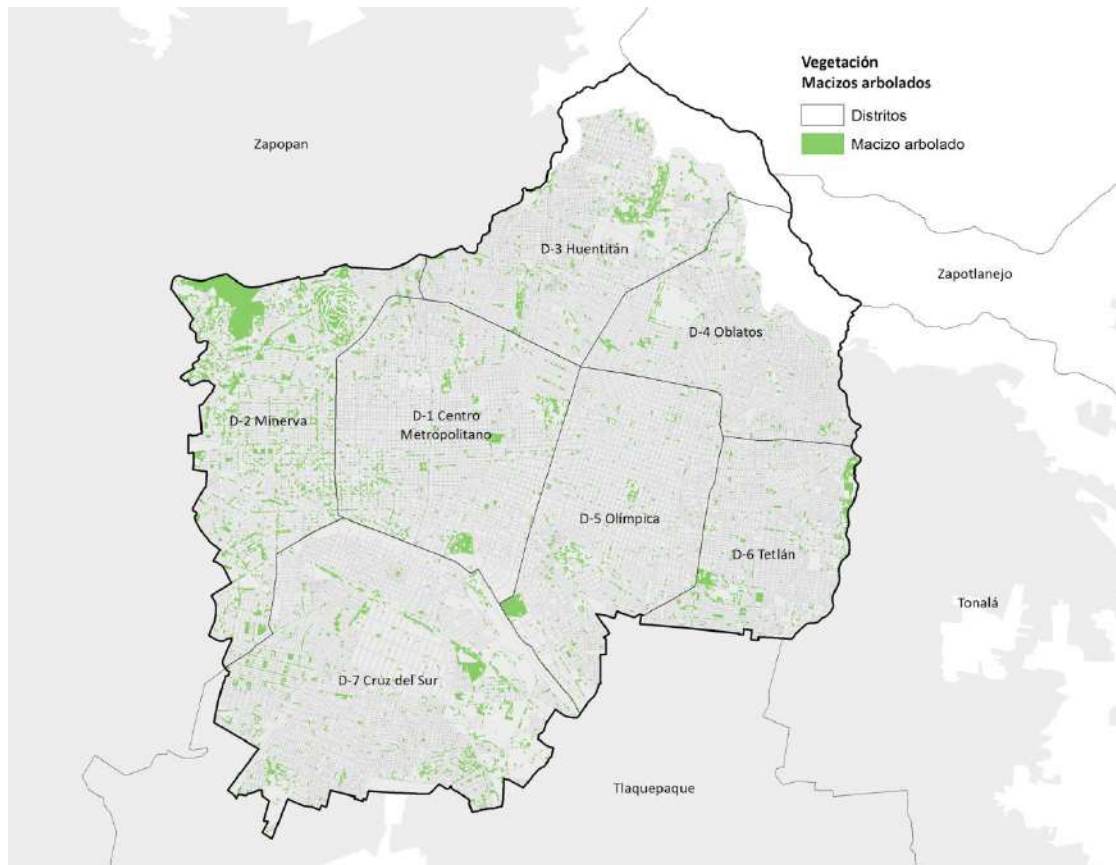 Vegetación
Macizos arbolados
Distritos
Macizo arbolado
Zapopan
D-3 Huentitán
Zapotlanejo
D-4 Oblatos
D-2 Minerva
D-1 Centro
Metropolitano
D-5 Olímpica
D-6 Tetlán
Tonalá
D-7 Cruz del Sur
Tlaquepaque